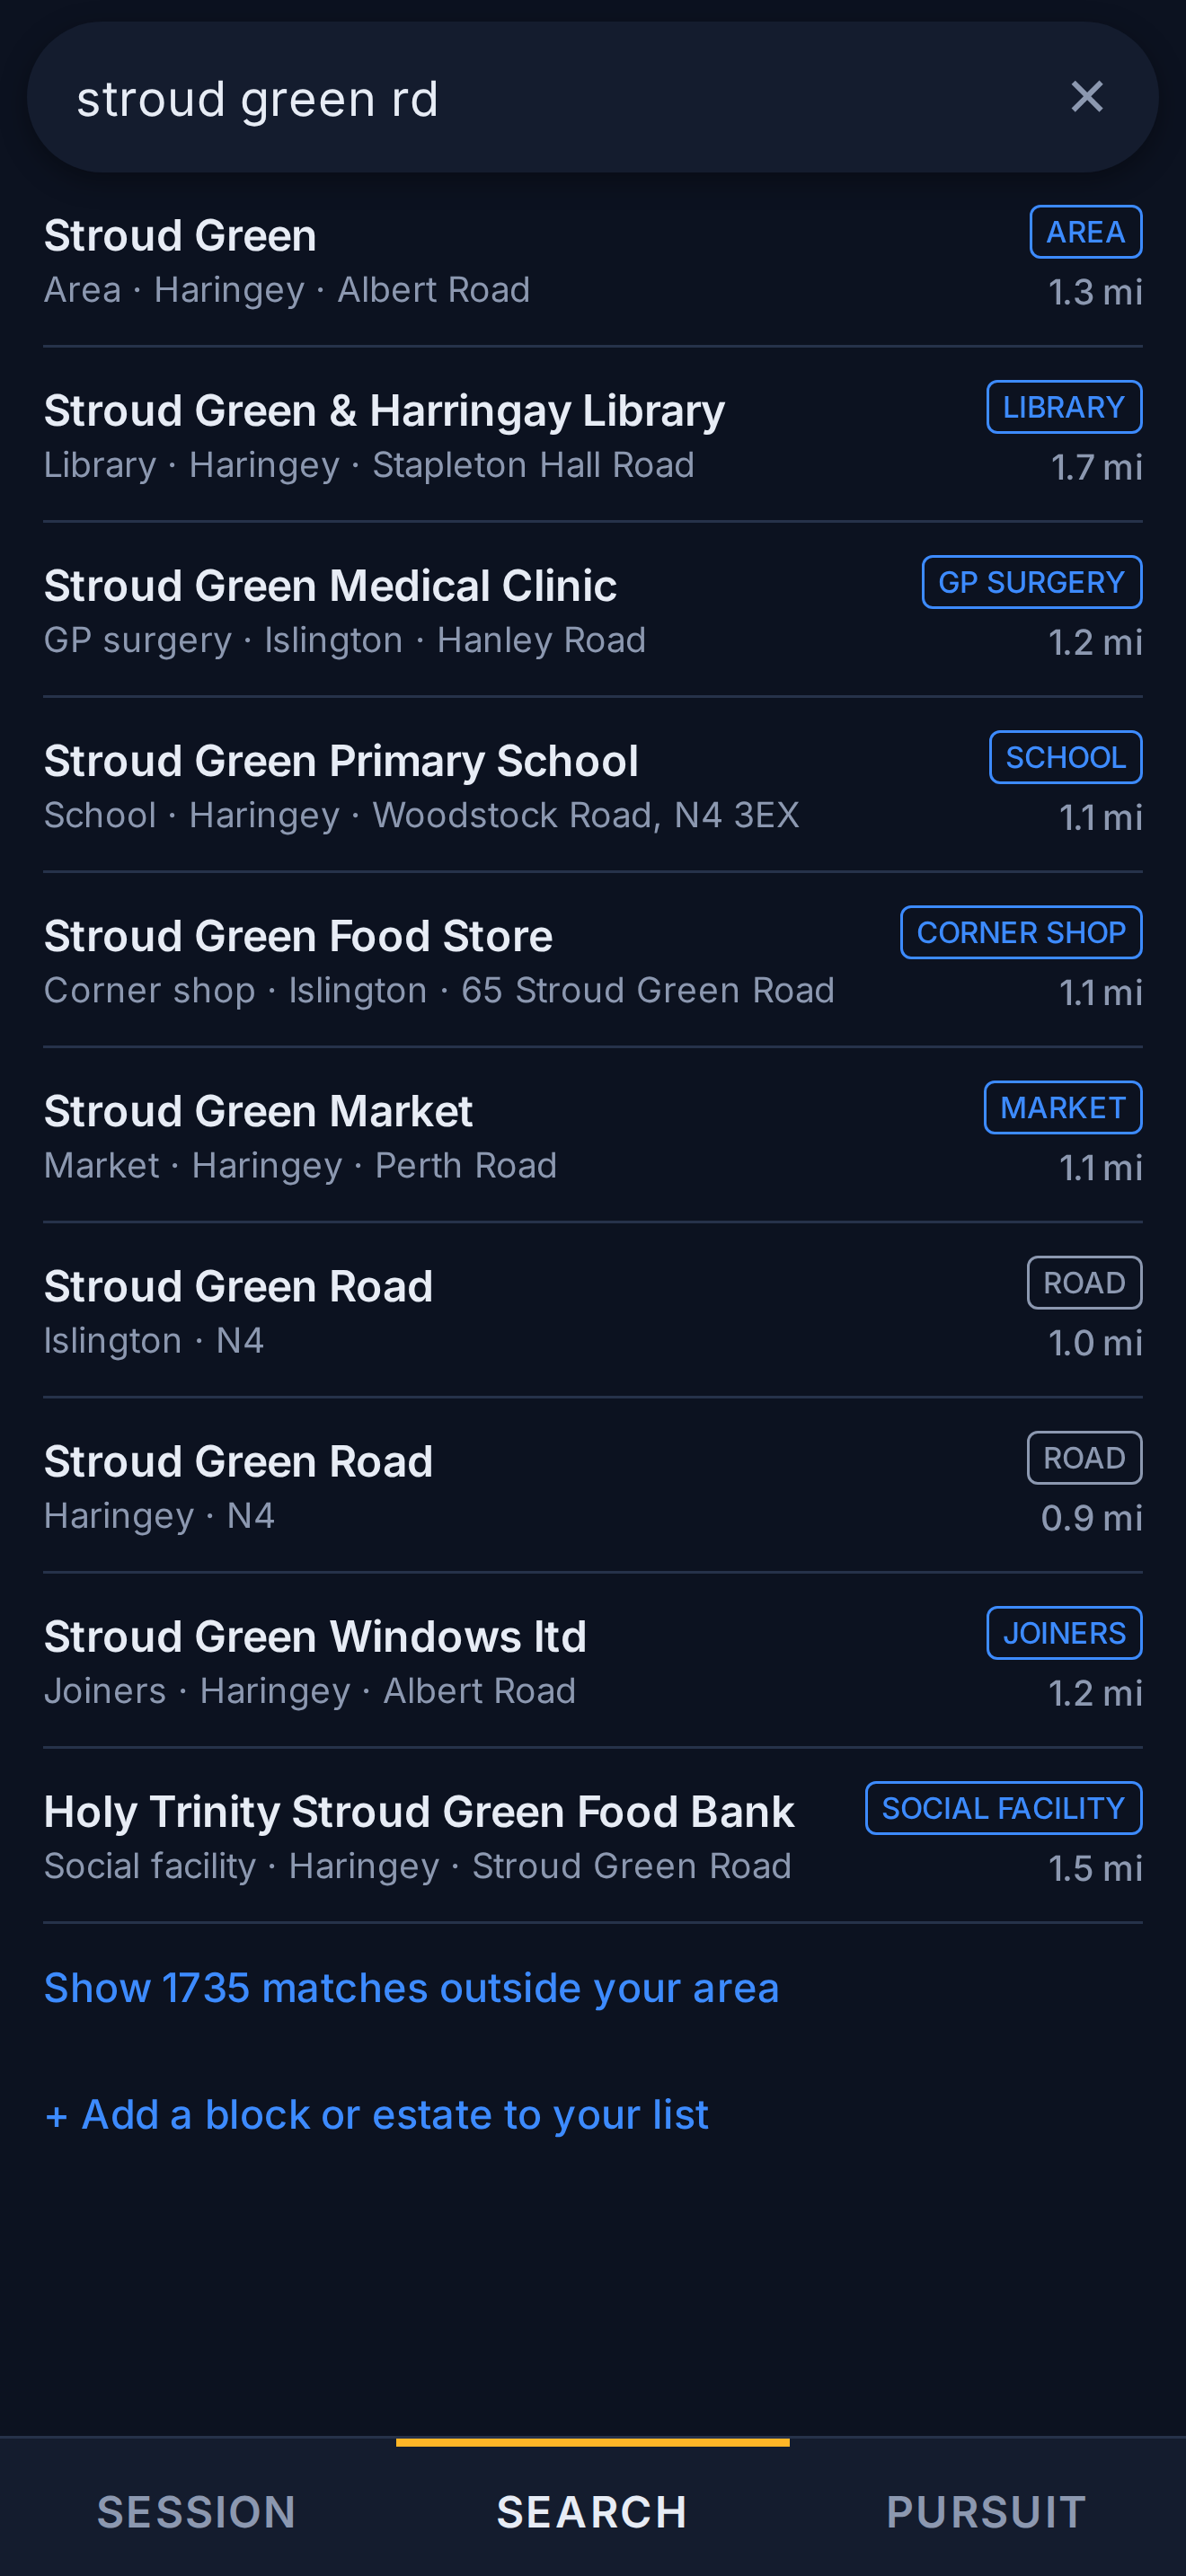 stroud green rd ✕
Stroud Green AREA
Area · Haringey · Albert Road 1.3 mi
Stroud Green & Harringay Library LIBRARY
Library · Haringey · Stapleton Hall Road 1.7 mi
Stroud Green Medical Clinic GP SURGERY
GP surgery · Islington · Hanley Road 1.2 mi
Stroud Green Primary School SCHOOL
School · Haringey · Woodstock Road, N4 3EX 1.1 mi
Stroud Green Food Store CORNER SHOP
Corner shop · Islington · 65 Stroud Green Road 1.1 mi
Stroud Green Market MARKET
Market · Haringey · Perth Road 1.1 mi
Stroud Green Road ROAD
Islington · N4 1.0 mi
Stroud Green Road ROAD
Haringey · N4 0.9 mi
Stroud Green Windows ltd JOINERS
Joiners · Haringey · Albert Road 1.2 mi
Holy Trinity Stroud Green Food Bank SOCIAL FACILITY
Social facility · Haringey · Stroud Green Road 1.5 mi
Show 1735 matches outside your area
+ Add a block or estate to your list
SESSION SEARCH PURSUIT